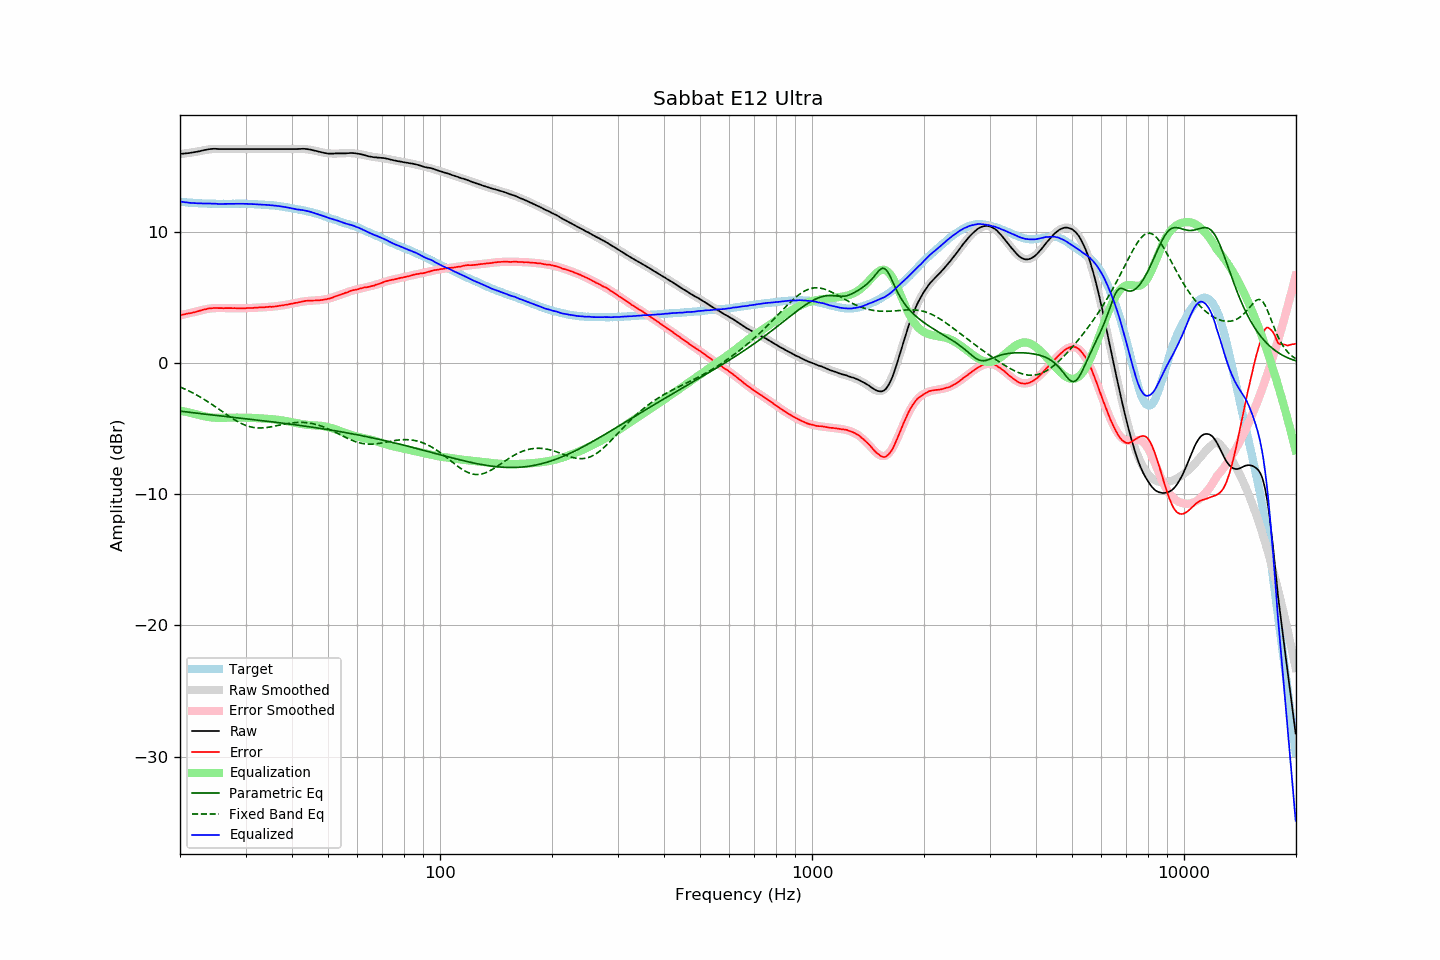 Sabbat E12 Ultra
Amplitude (dBr)
10
0
−10
−20
−30
Target
Raw Smoothed
Error Smoothed
Raw
Error
Equalization
Parametric Eq
Fixed Band Eq
Equalized
100
1000
10000
Frequency (Hz)